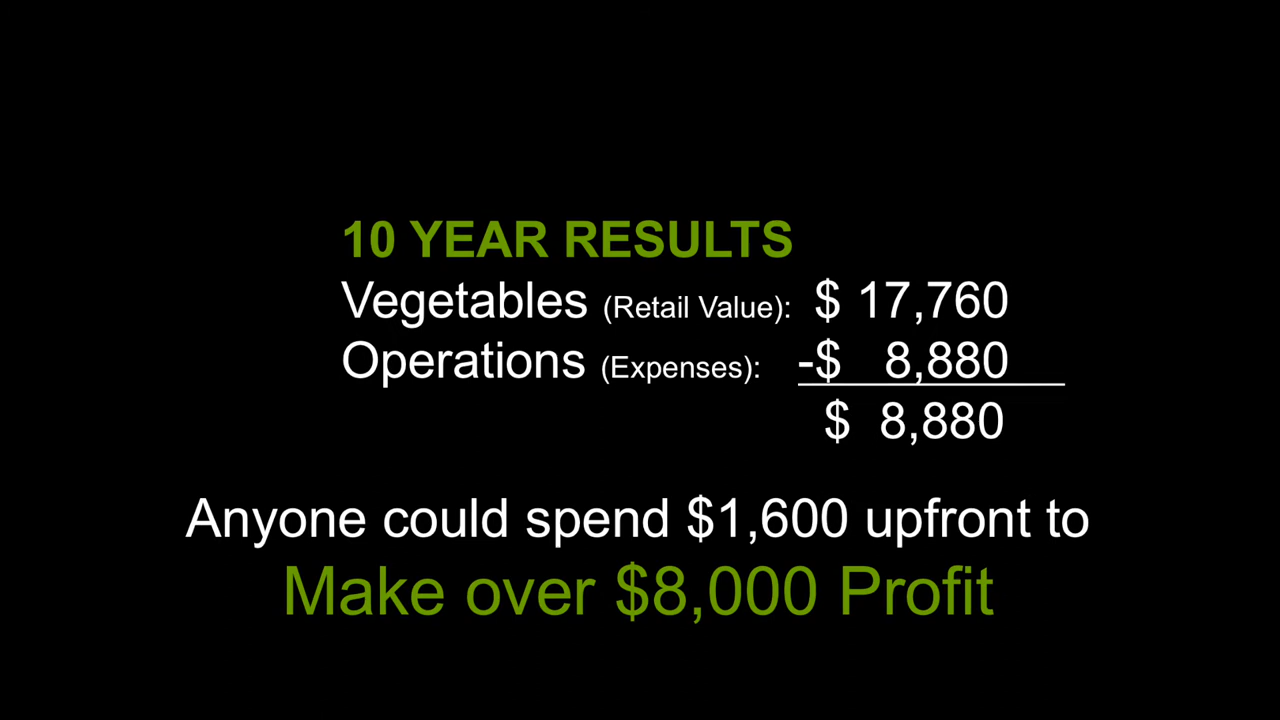 10 YEAR RESULTS
Vegetables (Retail Value): $ 17,760
Operations (Expenses): -$ 8,880
$ 8,880
Anyone could spend $1,600 upfront to
Make over $8,000 Profit